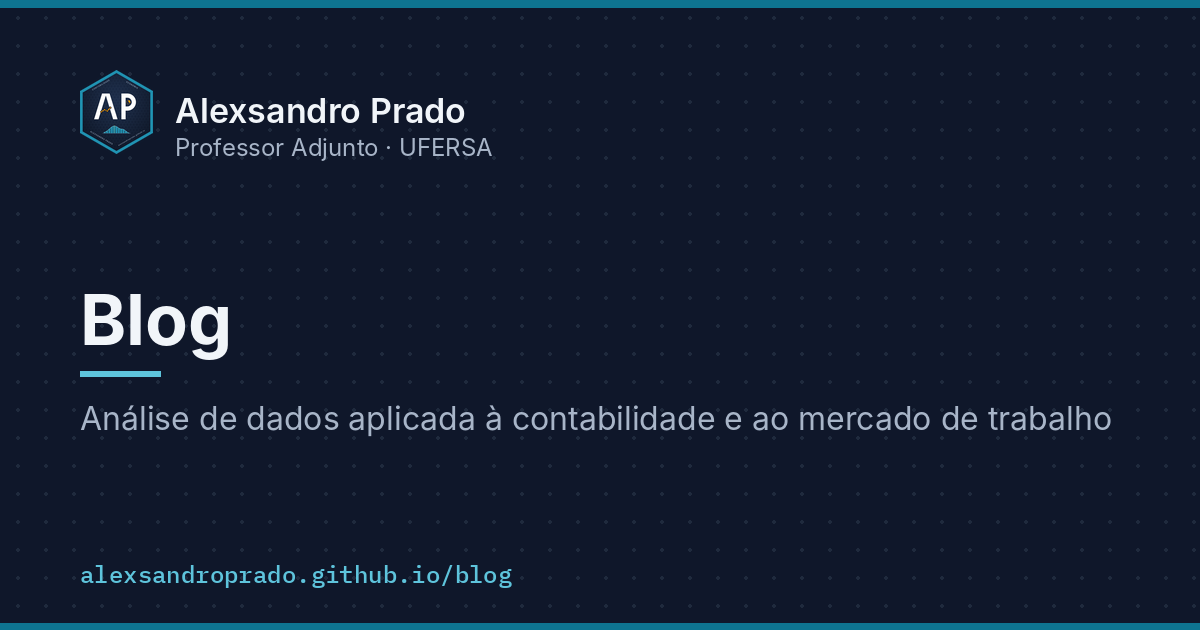 AP
Alexsandro Prado
Professor Adjunto · UFERSA
Blog
Análise de dados aplicada à contabilidade e ao mercado de trabalho
alexsandroprado.github.io/blog